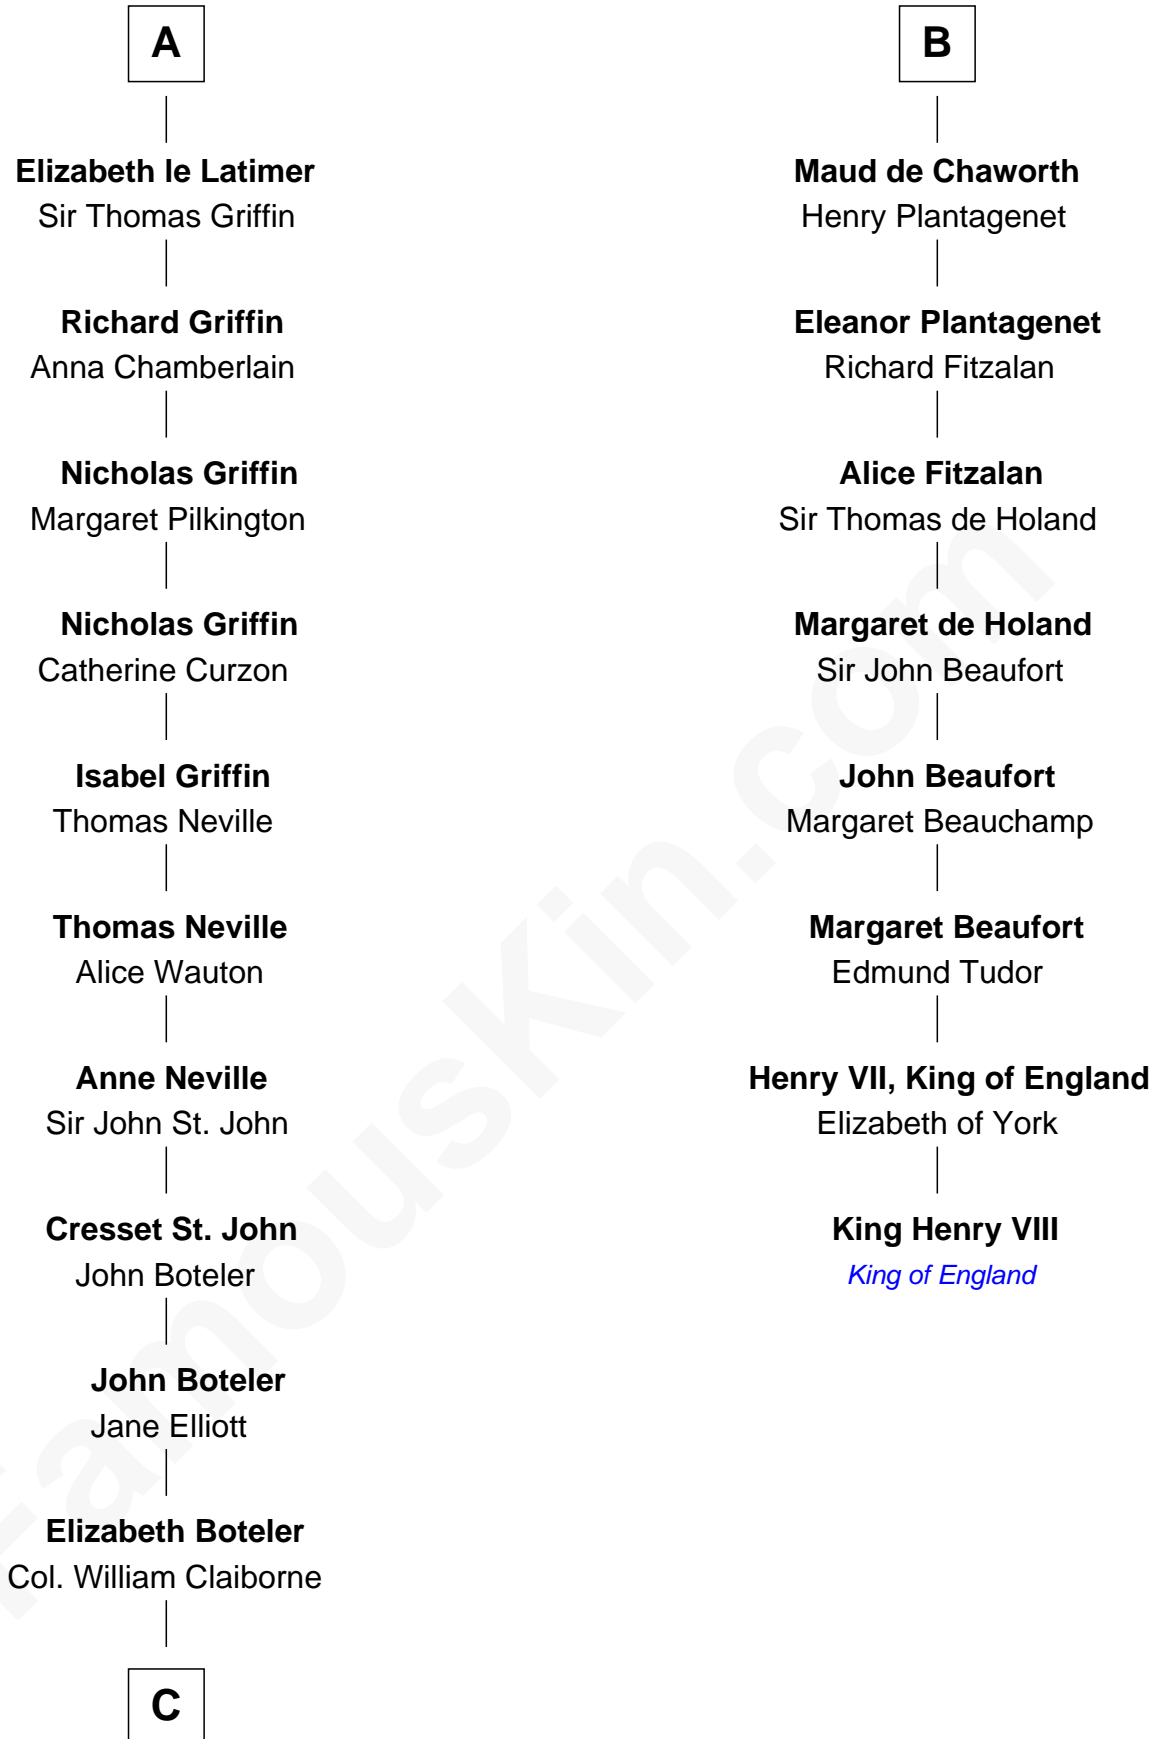 A
Elizabeth le Latimer
Sir Thomas Griffin
Richard Griffin
Anna Chamberlain
Nicholas Griffin
Margaret Pilkington
Nicholas Griffin
Catherine Curzon
Isabel Griffin
Thomas Neville
Thomas Neville
Alice Wauton
Anne Neville
Sir John St. John
Cresset St. John
John Boteler
John Boteler
Jane Elliott
Elizabeth Boteler
Col. William Claiborne
C
B
Maud de Chaworth
Henry Plantagenet
Eleanor Plantagenet
Richard Fitzalan
Alice Fitzalan
Sir Thomas de Holand
Margaret de Holand
Sir John Beaufort
John Beaufort
Margaret Beauchamp
Margaret Beaufort
Edmund Tudor
Henry VII, King of England
Elizabeth of York
King Henry VIII
King of England
FamousKin.com